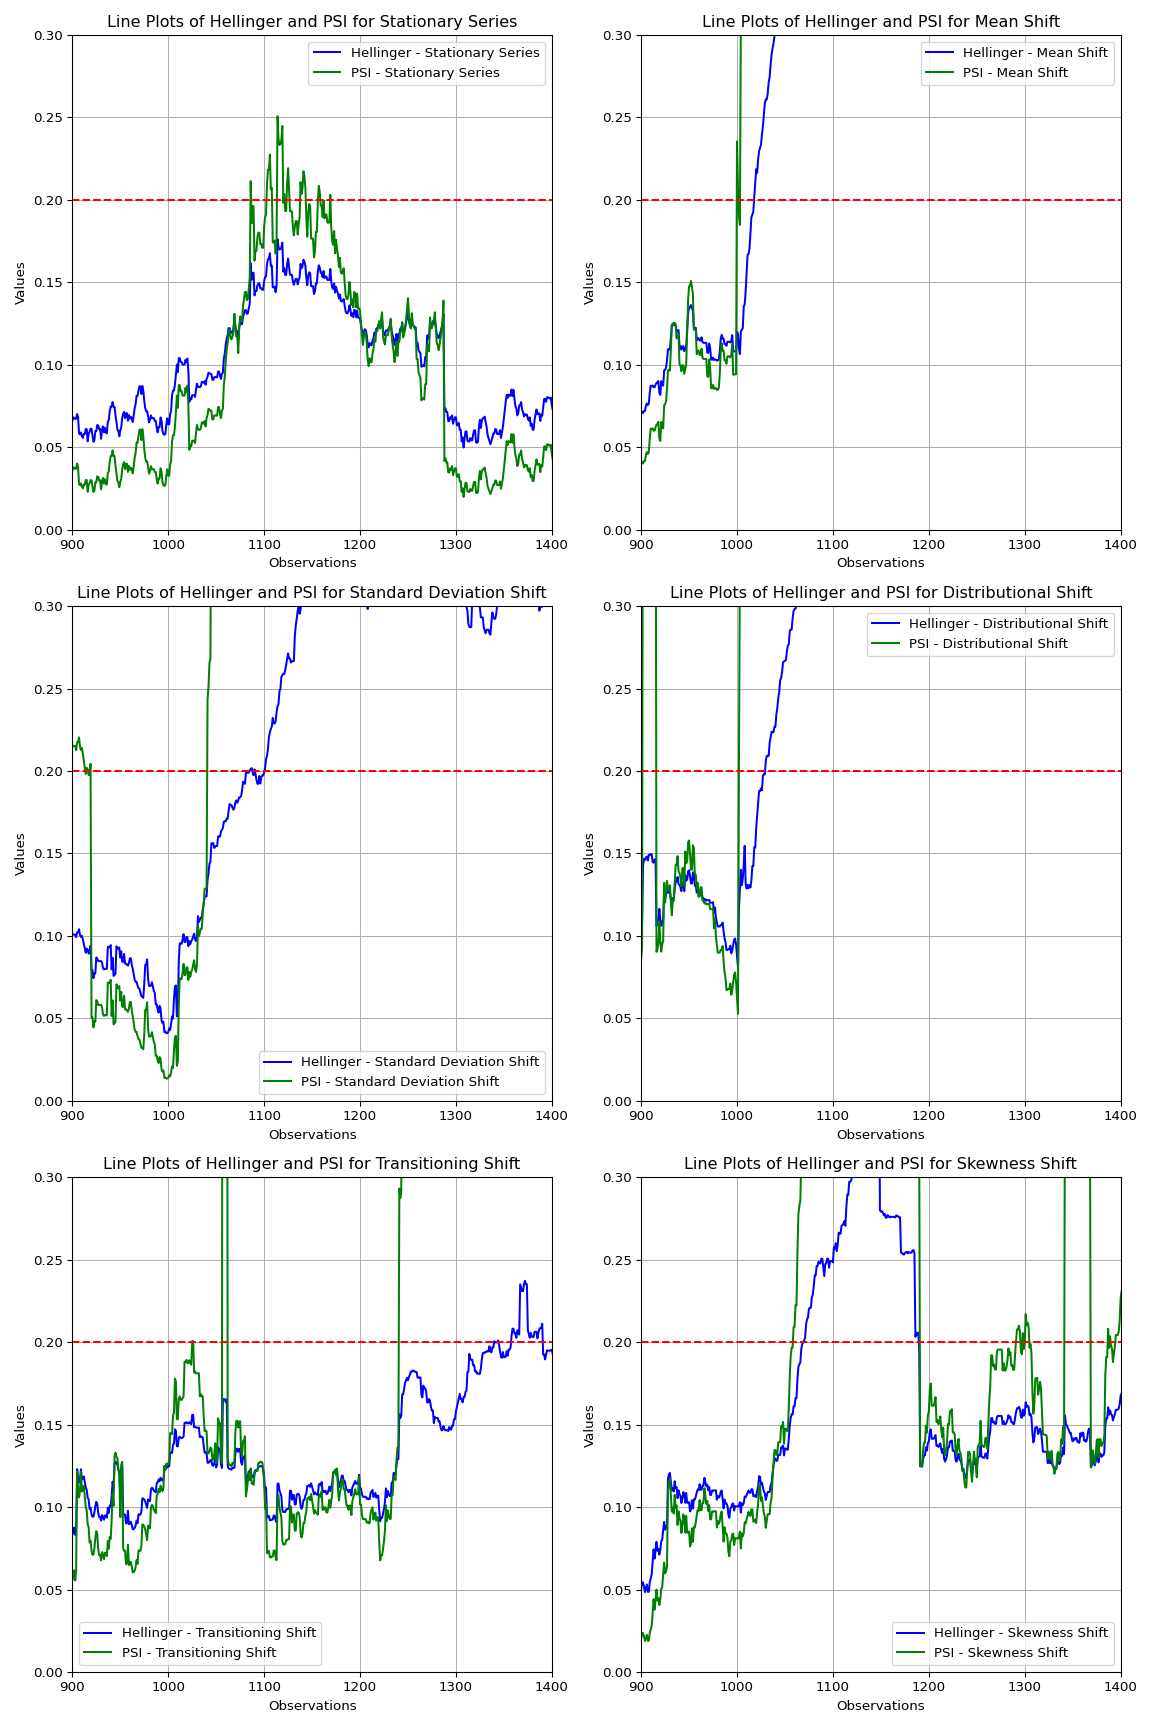 Line Plots of Hellinger and PSI for Stationary Series
0.30
0.25
0.20
0.15
0.10
0.05
0.00
Values
Hellinger - Stationary Series
PSI - Stationary Series
900 1000 1100 1200 1300 1400
Observations
Line Plots of Hellinger and PSI for Mean Shift
0.30
0.25
0.20
0.15
0.10
0.05
0.00
Values
Hellinger - Mean Shift
PSI - Mean Shift
900 1000 1100 1200 1300 1400
Observations
Line Plots of Hellinger and PSI for Standard Deviation Shift
0.30
0.25
0.20
0.15
0.10
0.05
0.00
Values
Hellinger - Standard Deviation Shift
PSI - Standard Deviation Shift
900 1000 1100 1200 1300 1400
Observations
Line Plots of Hellinger and PSI for Distributional Shift
0.30
0.25
0.20
0.15
0.10
0.05
0.00
Values
Hellinger - Distributional Shift
PSI - Distributional Shift
900 1000 1100 1200 1300 1400
Observations
Line Plots of Hellinger and PSI for Transitioning Shift
0.30
0.25
0.20
0.15
0.10
0.05
0.00
Values
Hellinger - Transitioning Shift
PSI - Transitioning Shift
900 1000 1100 1200 1300 1400
Observations
Line Plots of Hellinger and PSI for Skewness Shift
0.30
0.25
0.20
0.15
0.10
0.05
0.00
Values
Hellinger - Skewness Shift
PSI - Skewness Shift
900 1000 1100 1200 1300 1400
Observations